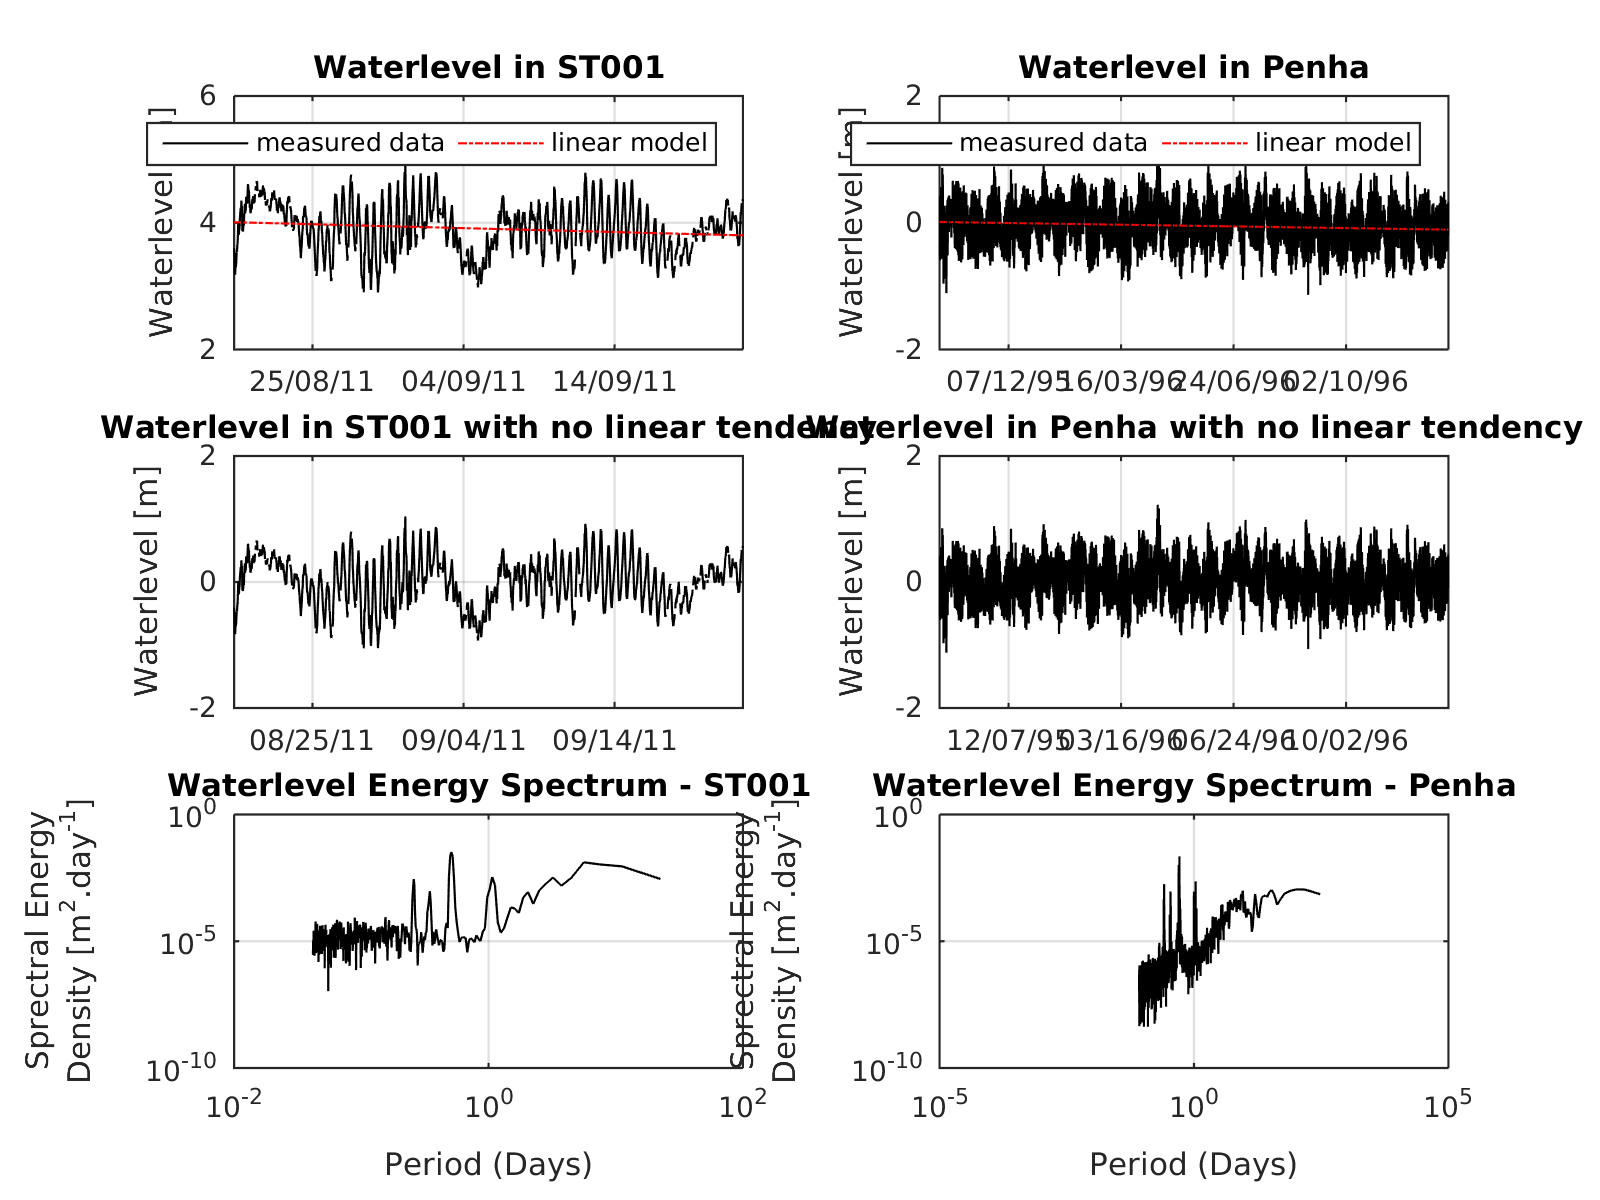 Waterlevel in ST001
Waterlevel in Penha
6
4
2
Waterlevel
]
measured data
linear model
25/08/11
04/09/11
14/09/11
2
0
-2
Waterlevel [m]
measured data
linear model
07/12/95
16/03/96
24/06/96
02/10/96
Waterlevel in ST001 with no linear tendency
Waterlevel in Penha with no linear tendency
2
0
-2
Waterlevel [m]
08/25/11
09/04/11
09/14/11
2
0
-2
Waterlevel [m]
12/07/95
03/16/96
06/24/96
10/02/96
Waterlevel Energy Spectrum - ST001
Waterlevel Energy Spectrum - Penha
Sprectral Energy
Density [m^2.day^-1]
10^0
10^-5
10^-10
10^-2
10^0
10^2
Period (Days)
Sprectral Energy
Density [m^2.day^-1]
10^0
10^-5
10^-10
10^-5
10^0
10^5
Period (Days)